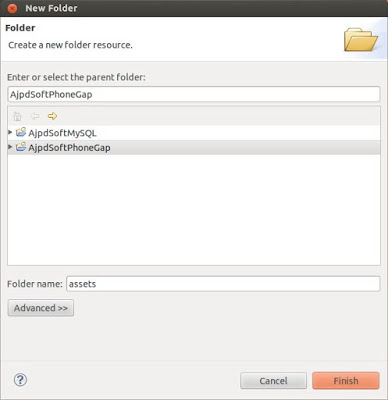 New Folder
Folder
Create a new folder resource.
Enter or select the parent folder:
AjpdSoftPhoneGap
AjpdSoftMySQL
AjpdSoftPhoneGap
Folder name: assets
Advanced >>
? Cancel Finish